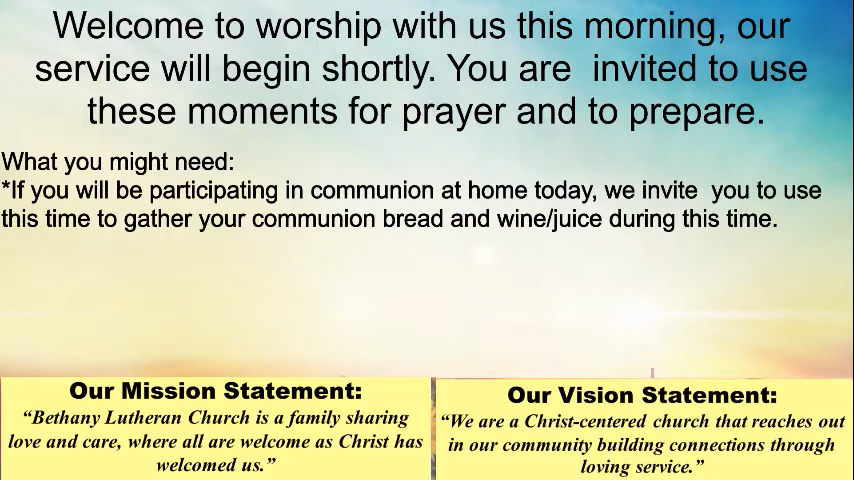 Welcome to worship with us this morning, our
service will begin shortly. You are  invited to use
these moments for prayer and to prepare.
What you might need:
*If you will be participating in communion at home today, we invite  you to use
this time to gather your communion bread and wine/juice during this time.
Our Mission Statement:
“Bethany Lutheran Church is a family sharing
love and care, where all are welcome as Christ has
welcomed us.”
Our Vision Statement:
“We are a Christ-centered church that reaches out
in our community building connections through
loving service.”